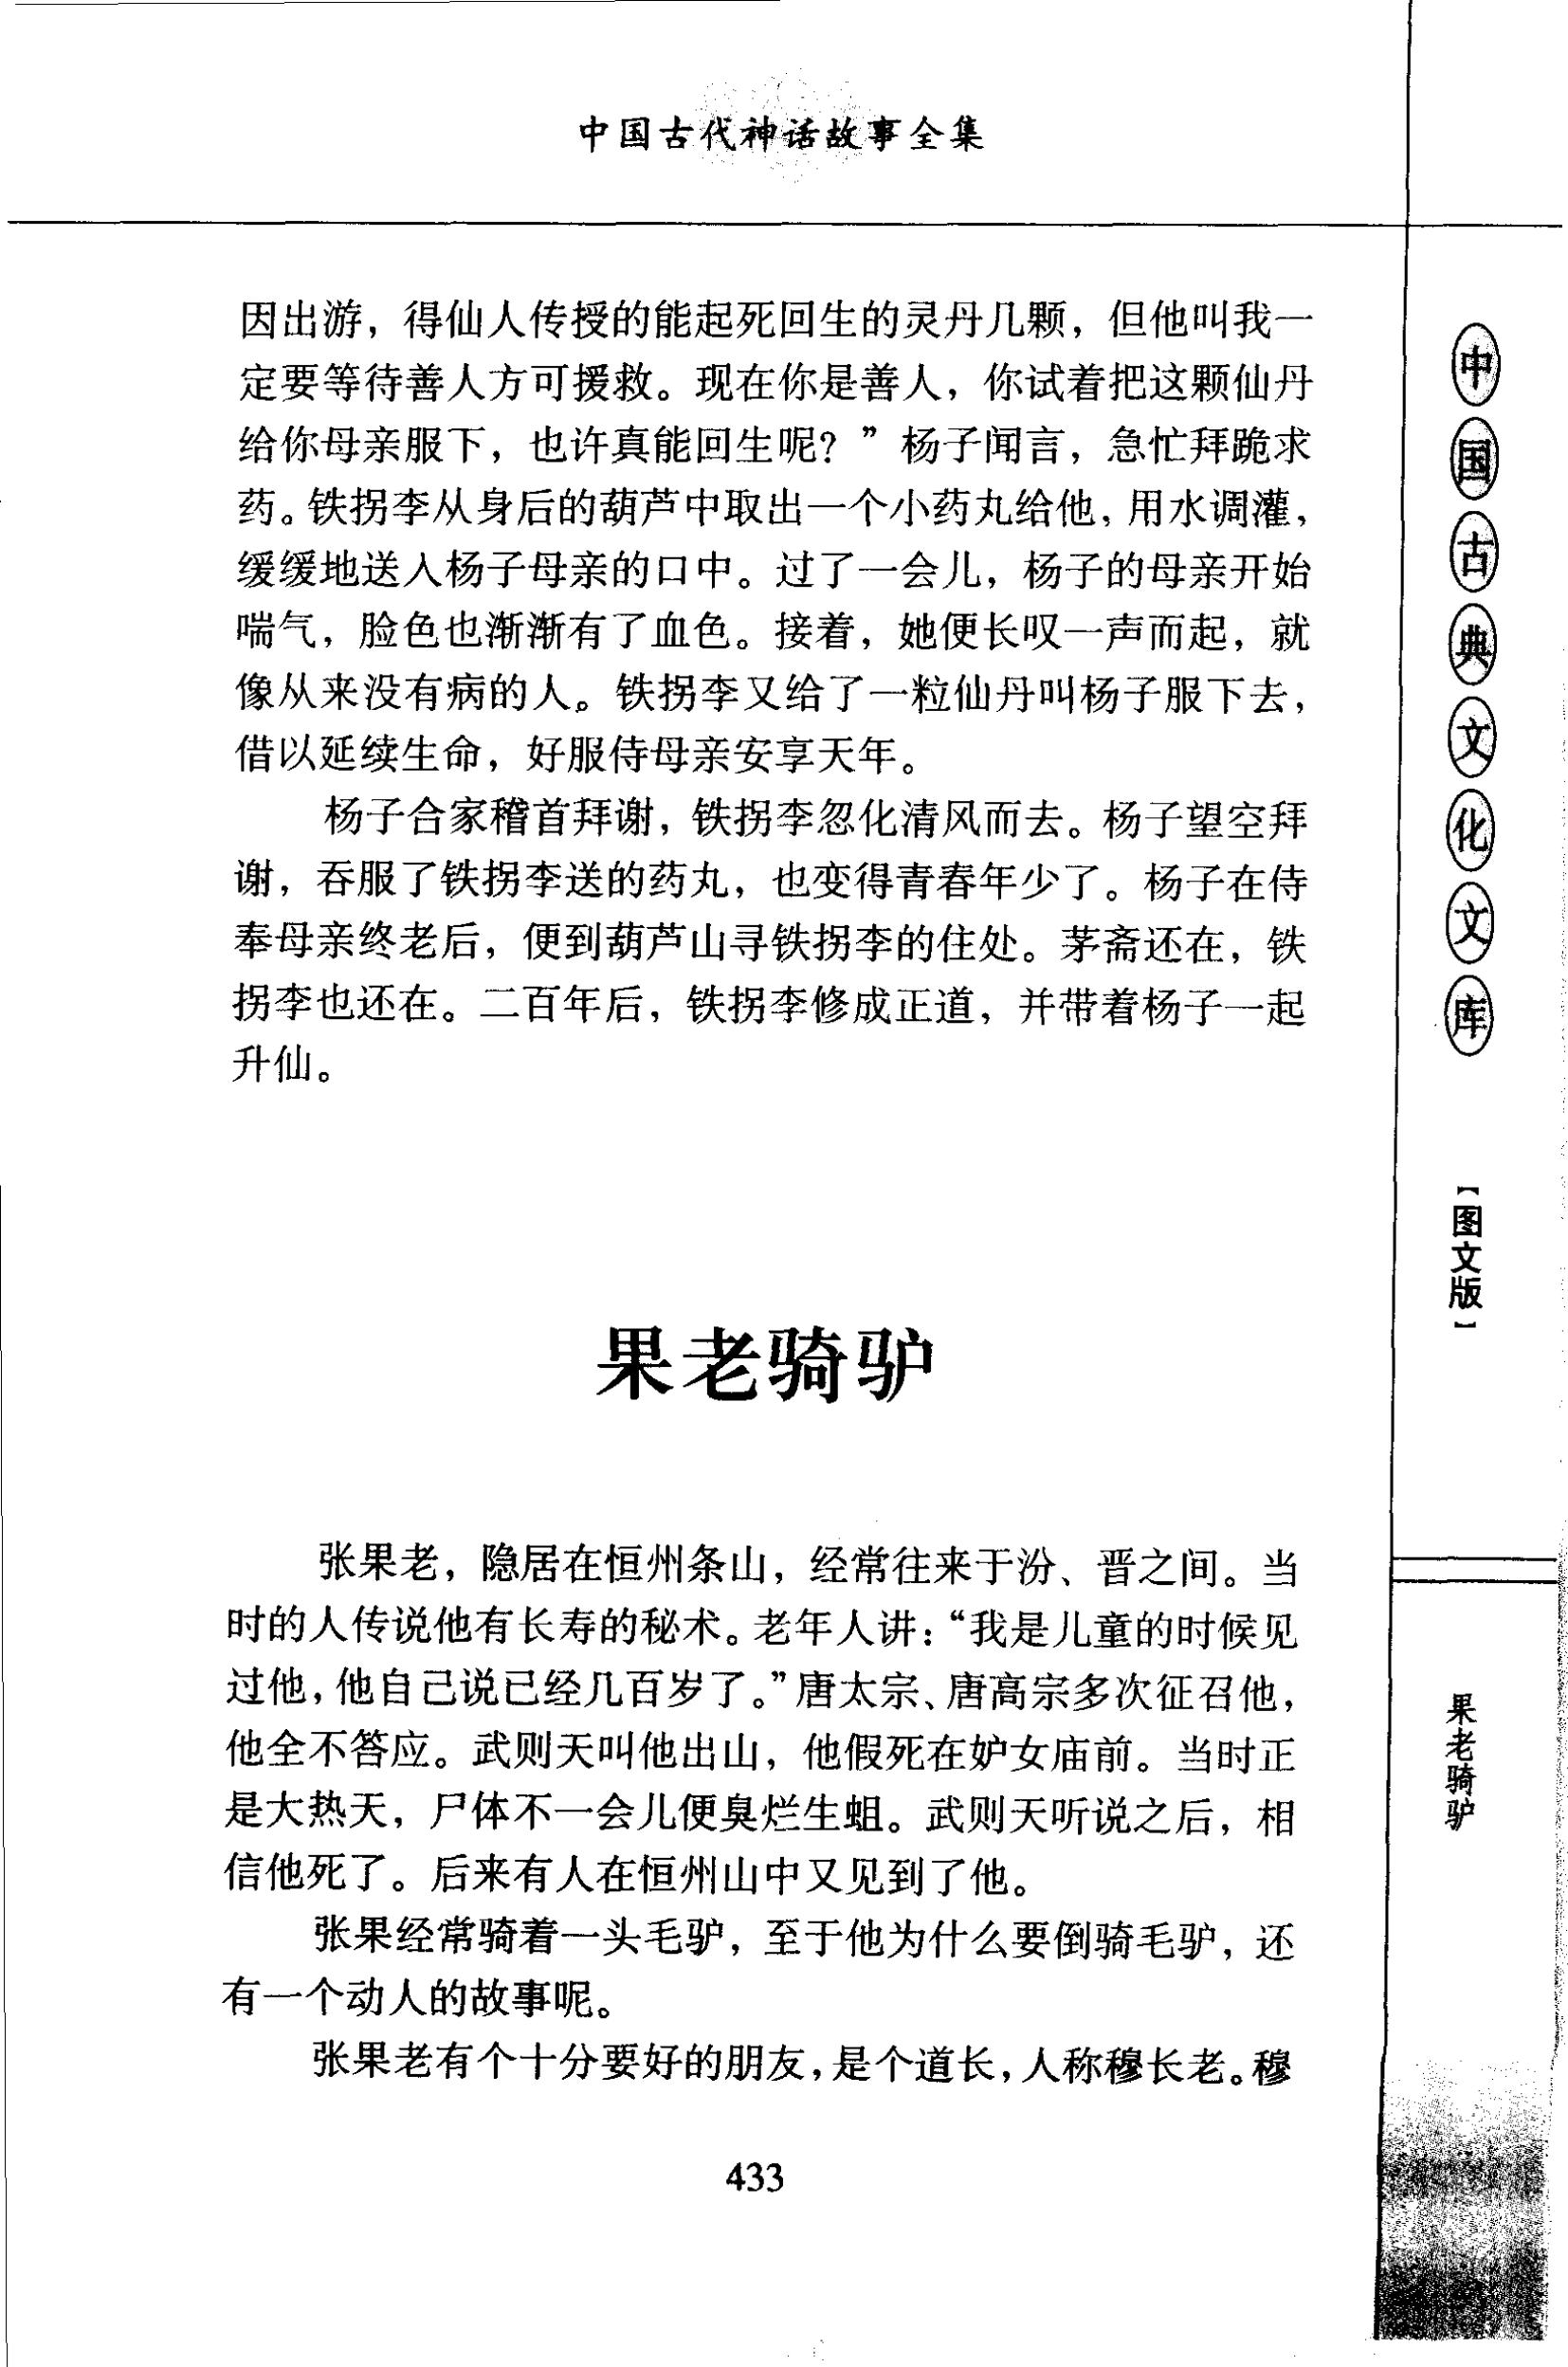 中国古代神话故事全集
因出游，得仙人传授的能起死回生的灵丹几颗，但他叫我一
定要等待善人方可援救。现在你是善人，你试着把这颗仙丹
给你母亲服下，也许真能回生呢？”杨子闻言，急忙拜跪求
药。铁拐李从身后的葫芦中取出一个小药丸给他，用水调灌，
缓缓地送入杨子母亲的口中。过了一会儿，杨子的母亲开始
喘气，脸色也渐渐有了血色。接着，她便长叹一声而起，就
像从来没有病的人。铁拐李又给了一粒仙丹叫杨子服下去，
借以延续生命，好服侍母亲安享天年。
杨子合家稽首拜谢，铁拐李忽化清风而去。杨子望空拜
谢，吞服了铁拐李送的药丸，也变得青春年少了。杨子在侍
奉母亲终老后，便到葫芦山寻铁拐李的住处。茅斋还在，铁
拐李也还在。二百年后，铁拐李修成正道，并带着杨子一起
升仙。
果老骑驴
张果老，隐居在恒州条山，经常往来于汾、晋之间。当
时的人传说他有长寿的秘术。老年人讲：“我是儿童的时候见
过他，他自己说已经几百岁了。”唐太宗、唐高宗多次征召他，
他全不答应。武则天叫他出山，他假死在妒女庙前。当时正
是大热天，尸体不一会儿便臭烂生蛆。武则天听说之后，相
信他死了。后来有人在恒州山中又见到了他。
张果经常骑着一头毛驴，至于他为什么要倒骑毛驴，还
有一个动人的故事呢。
张果老有个十分要好的朋友，是个道长，人称穆长老。穆
433
中国古典文化文库
【图文版】
果老骑驴